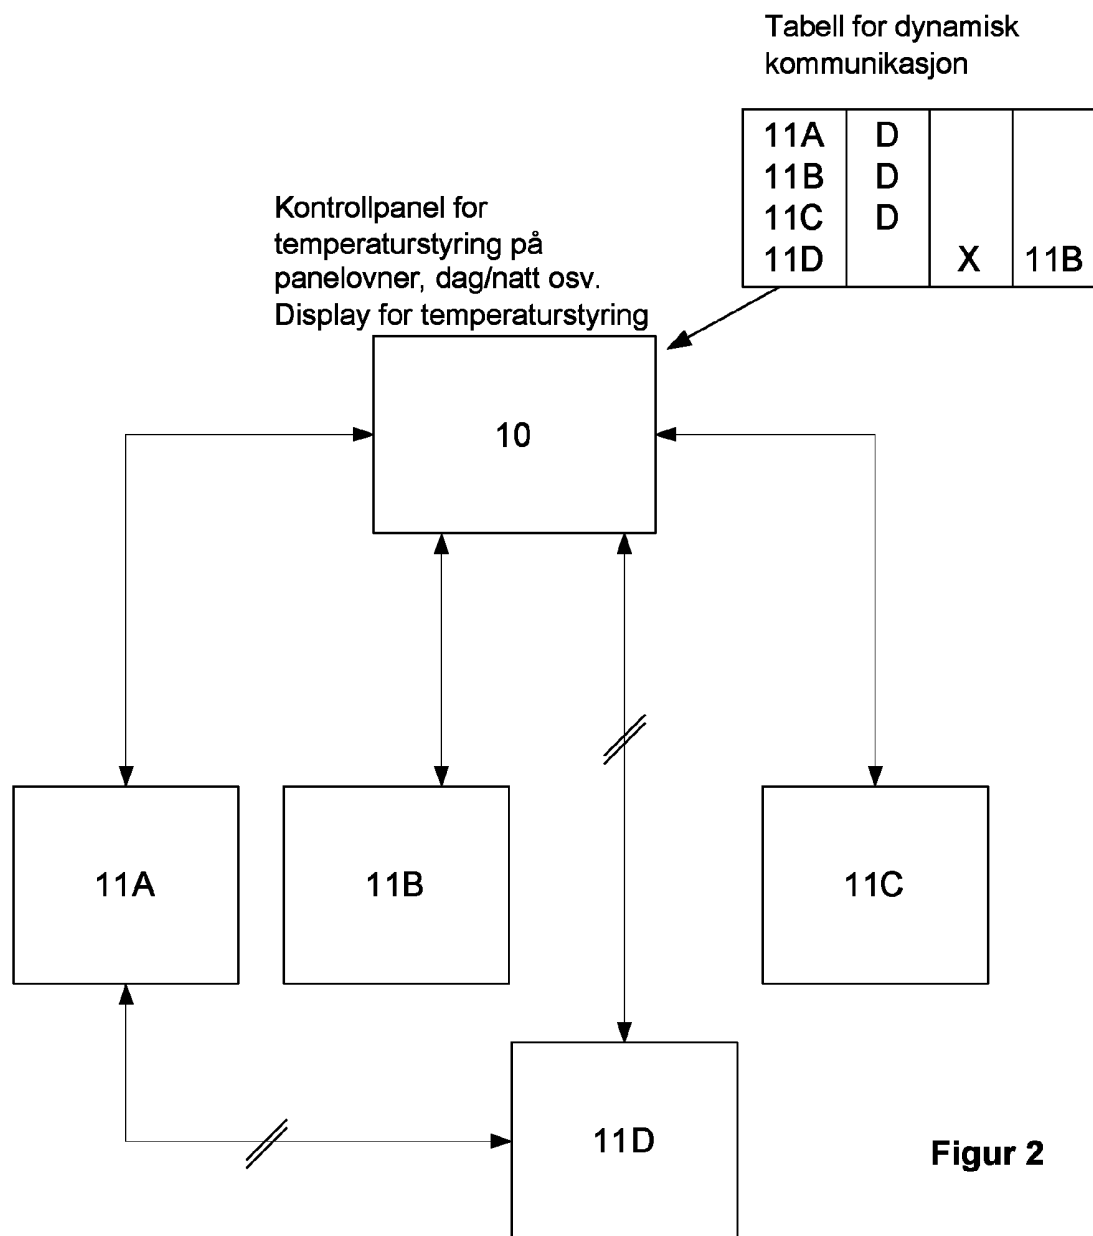 Tabell for dynamisk
kommunikasjon
11A D
11B D
11C D
11D X 11B
Kontrollpanel for
temperaturstyring på
panelovner, dag/natt osv.
Display for temperaturstyring
10
11A
11B
11C
11D
Figur 2